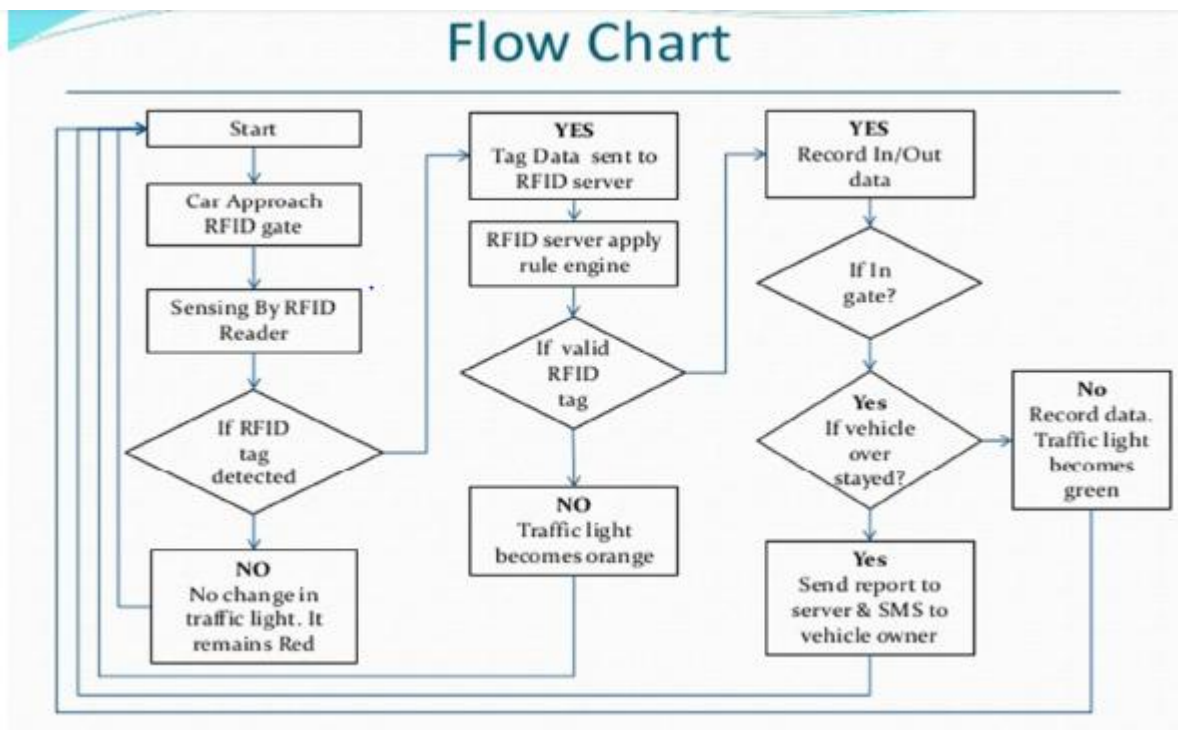 Flow Chart
Start
Car Approach
RFID gate
Sensing By RFID
Reader
If RFID
tag
detected
NO
No change in
traffic light. It
remains Red
YES
Tag Data sent to
RFID server
RFID server apply
rule engine
If valid
RFID
tag
NO
Traffic light
becomes orange
YES
Record In/Out
data
If In
gate?
Yes
If vehicle
over
stayed?
Yes
Send report to
server & SMS to
vehicle owner
No
Record data.
Traffic light
becomes
green